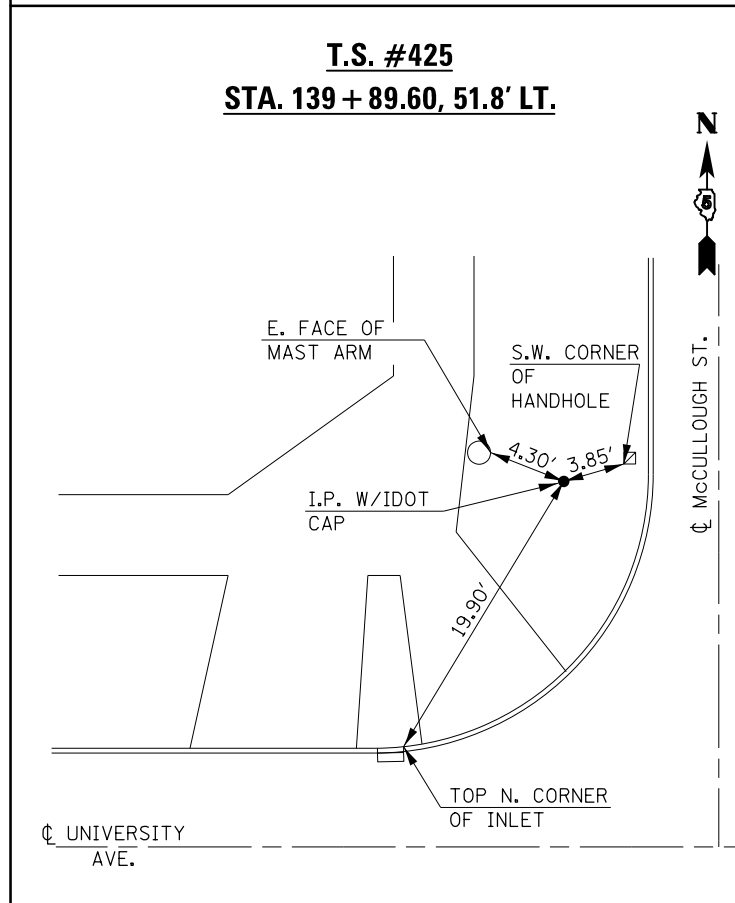 T.S. #425
STA. 139 + 89.60, 51.8' LT.
N
5
E. FACE OF
MAST ARM
S.W. CORNER
OF
HANDHOLE
4.30'
3.85'
I.P. W/IDOT
CAP
℄ McCULLOUGH ST.
19.90'
TOP N. CORNER
OF INLET
℄ UNIVERSITY
AVE.